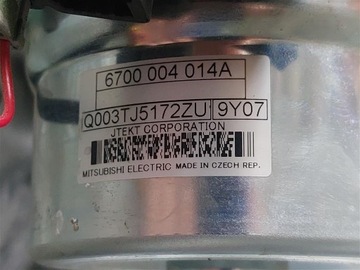 6700 004 014A
Q003TJ5172ZU 9Y07
JTEKT CORPORATION
MITSUBISHI ELECTRIC MADE IN CZECH REP.